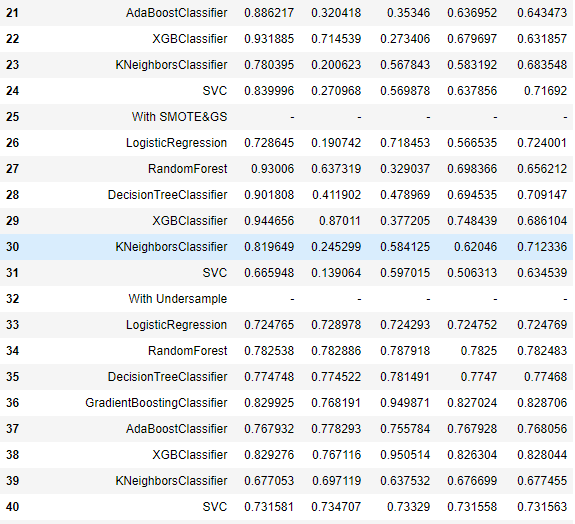 21 AdaBoostClassifier 0.886217 0.320418 0.35346 0.636952 0.643473
22 XGBClassifier 0.931885 0.714539 0.273406 0.679697 0.631857
23 KNeighborsClassifier 0.780395 0.200623 0.567843 0.583192 0.683548
24 SVC 0.839996 0.270968 0.569878 0.637856 0.71692
25 With SMOTE&GS - - - - -
26 LogisticRegression 0.728645 0.190742 0.718453 0.566535 0.724001
27 RandomForest 0.93006 0.637319 0.329037 0.698366 0.656212
28 DecisionTreeClassifier 0.901808 0.411902 0.478969 0.694535 0.709147
29 XGBClassifier 0.944656 0.87011 0.377205 0.748439 0.686104
30 KNeighborsClassifier 0.819649 0.245299 0.584125 0.62046 0.712336
31 SVC 0.665948 0.139064 0.597015 0.506313 0.634539
32 With Undersample - - - - -
33 LogisticRegression 0.724765 0.728978 0.724293 0.724752 0.724769
34 RandomForest 0.782538 0.782886 0.787918 0.7825 0.782483
35 DecisionTreeClassifier 0.774748 0.774522 0.781491 0.7747 0.77468
36 GradientBoostingClassifier 0.829925 0.768191 0.949871 0.827024 0.828706
37 AdaBoostClassifier 0.767932 0.778293 0.755784 0.767928 0.768056
38 XGBClassifier 0.829276 0.767116 0.950514 0.826304 0.828044
39 KNeighborsClassifier 0.677053 0.697119 0.637532 0.676699 0.677455
40 SVC 0.731581 0.734707 0.73329 0.731558 0.731563